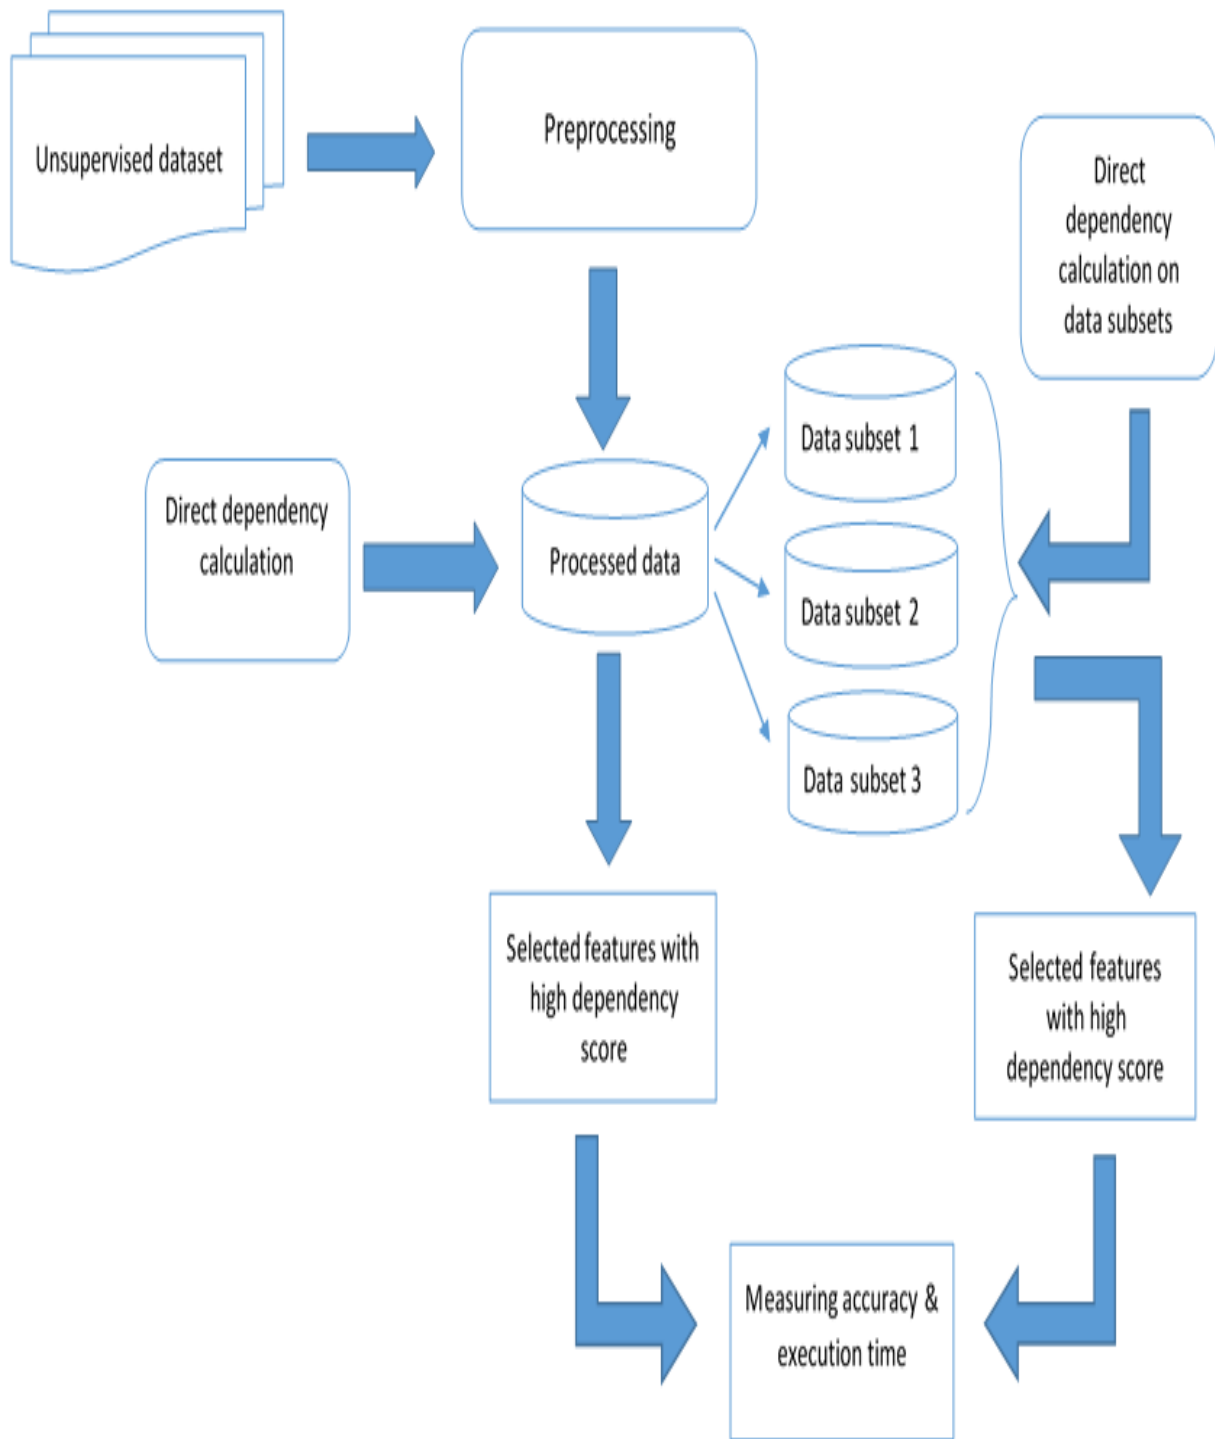 Unsupervised dataset
Preprocessing
Direct
dependency
calculation on
data subsets
Direct dependency
calculation
Processed data
Data subset 1
Data subset 2
Data subset 3
Selected features with
high dependency
score
Selected features
with high
dependency score
Measuring accuracy &
execution time